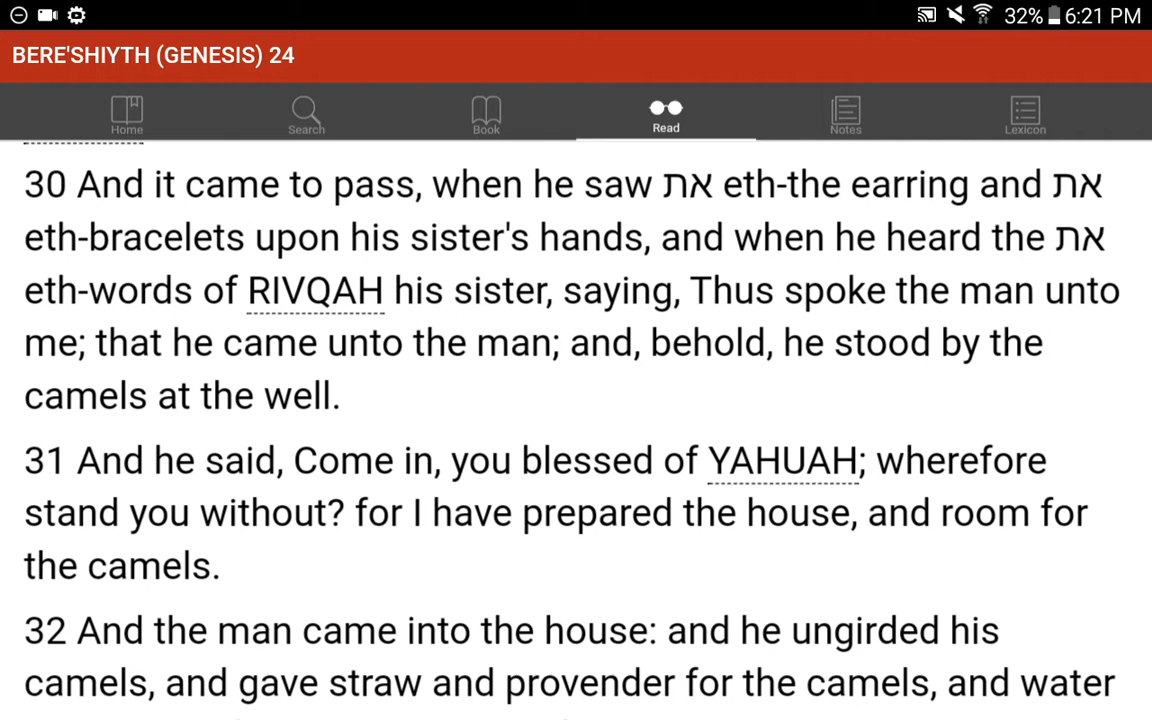 32% 6:21 PM
BERE'SHIYTH (GENESIS) 24
Home Search Book Read Notes Lexicon
30 And it came to pass, when he saw את eth-the earring and את
eth-bracelets upon his sister's hands, and when he heard the את
eth-words of RIVQAH his sister, saying, Thus spoke the man unto
me; that he came unto the man; and, behold, he stood by the
camels at the well.
31 And he said, Come in, you blessed of YAHUAH; wherefore
stand you without? for I have prepared the house, and room for
the camels.
32 And the man came into the house: and he ungirded his
camels, and gave straw and provender for the camels, and water